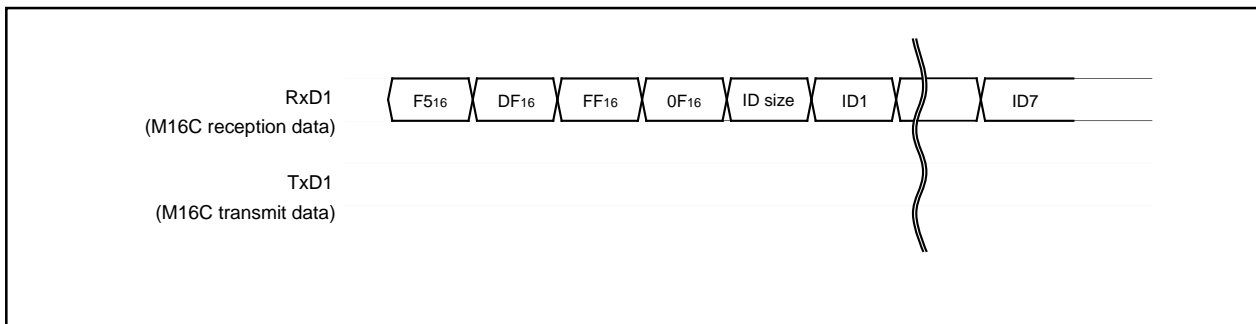 RxD1 F516 DF16 FF16 0F16 ID size ID1 ID7
(M16C reception data)
TxD1
(M16C transmit data)